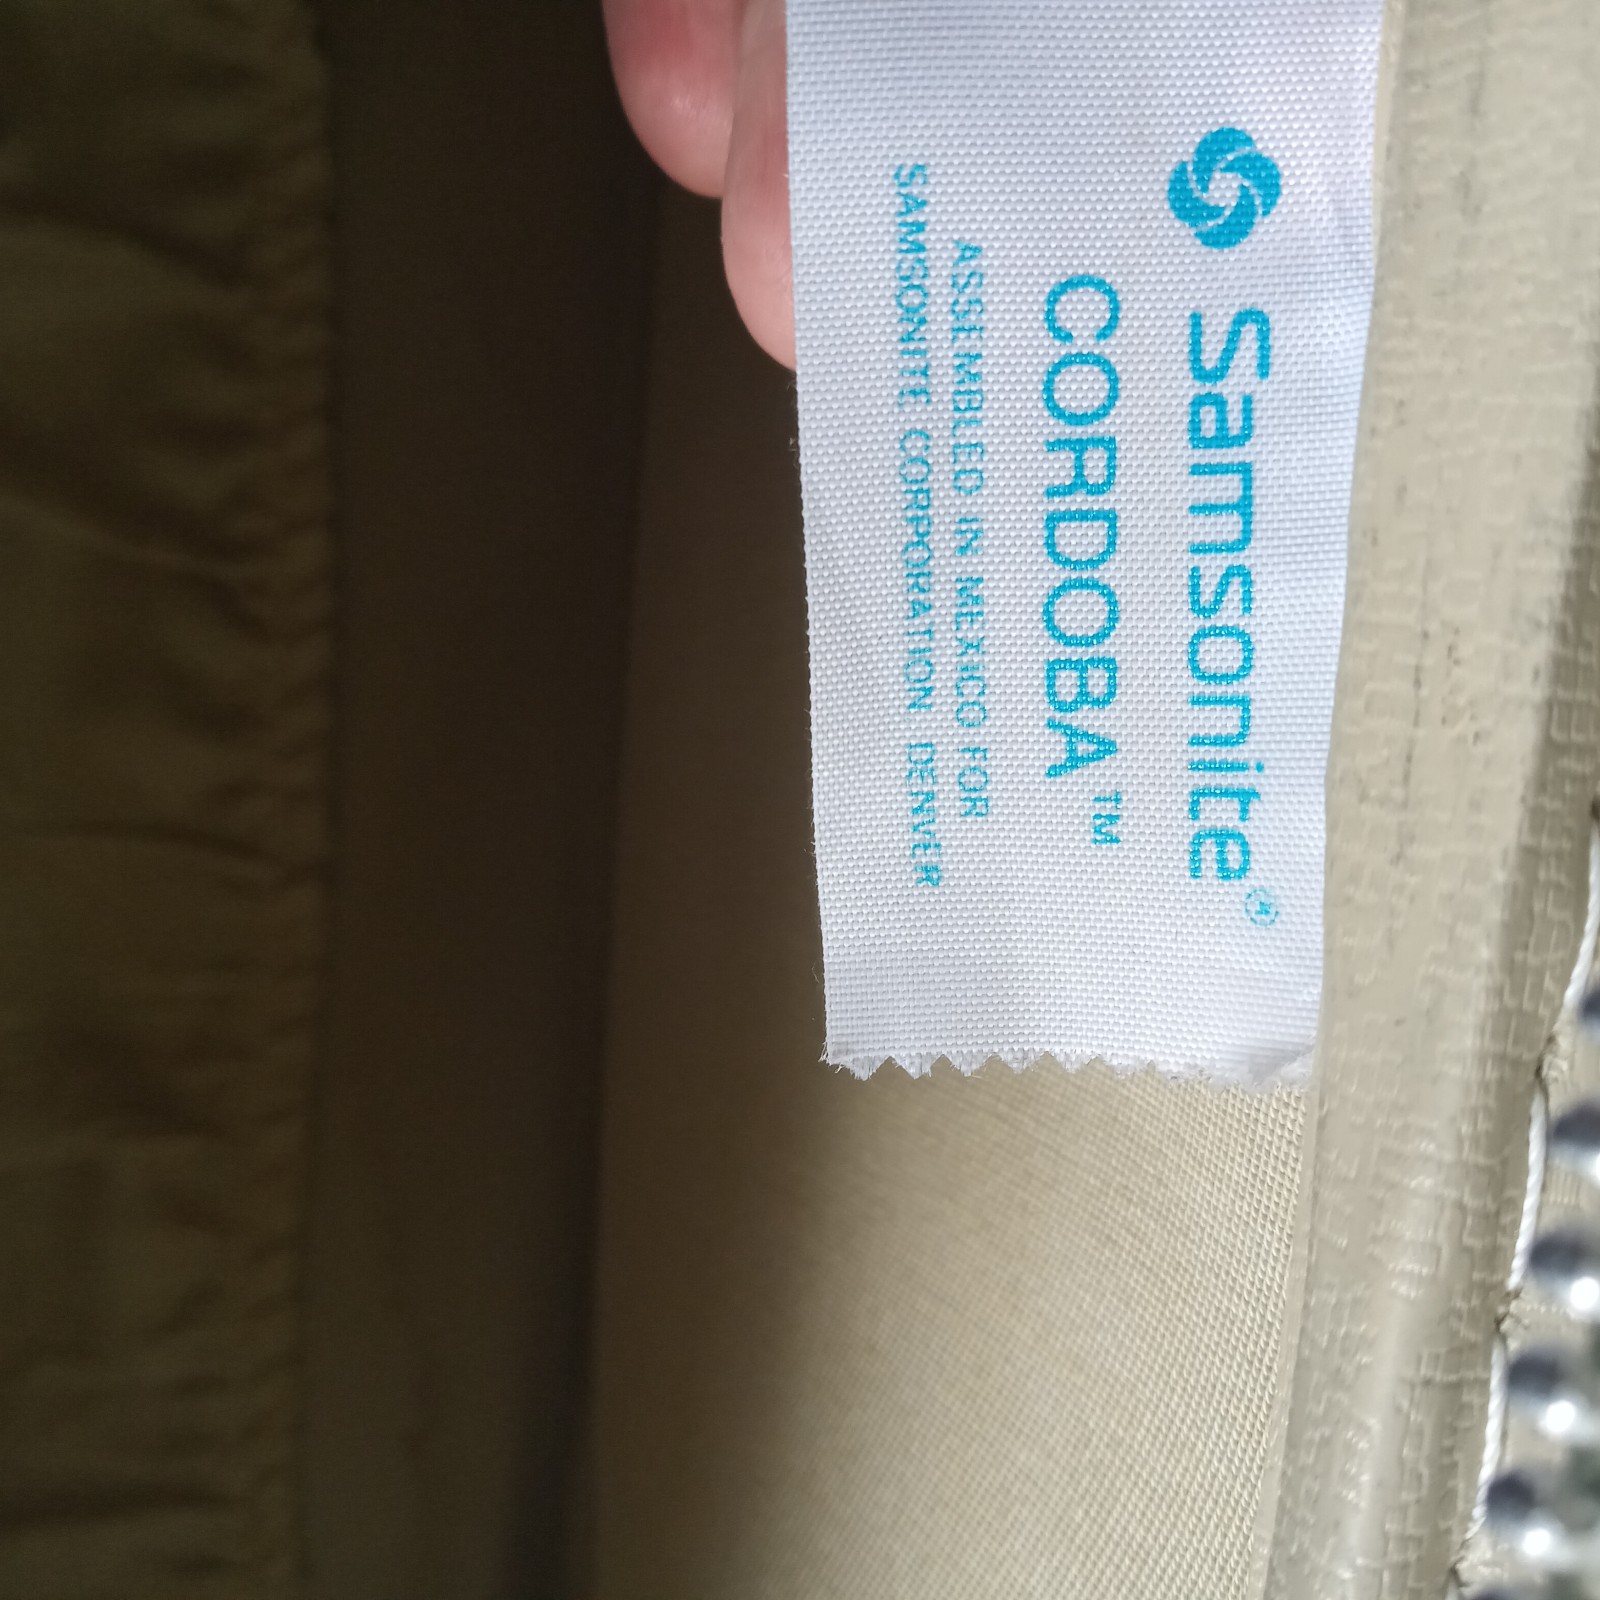 Samsonite®
CORDOBA™
ASSEMBLED IN MEXICO FOR
SAMSONITE CORPORATION DENVER